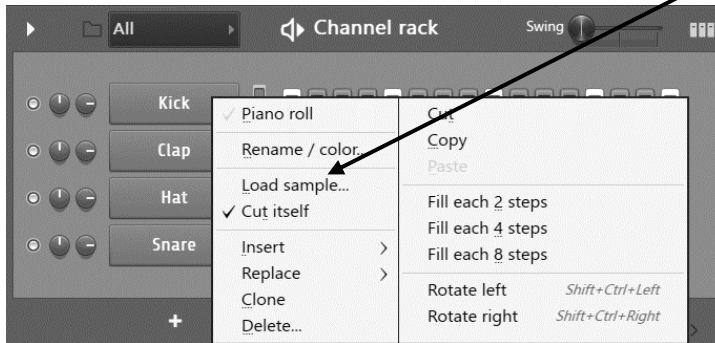 All Channel rack Swing
Kick
Clap
Hat
Snare
+
Piano roll
Rename / color...
Load sample...
✓ Cut itself
Insert >
Replace >
Clone
Delete...
Cut
Copy
Paste
Fill each 2 steps
Fill each 4 steps
Fill each 8 steps
Rotate left Shift+Ctrl+Left
Rotate right Shift+Ctrl+Right